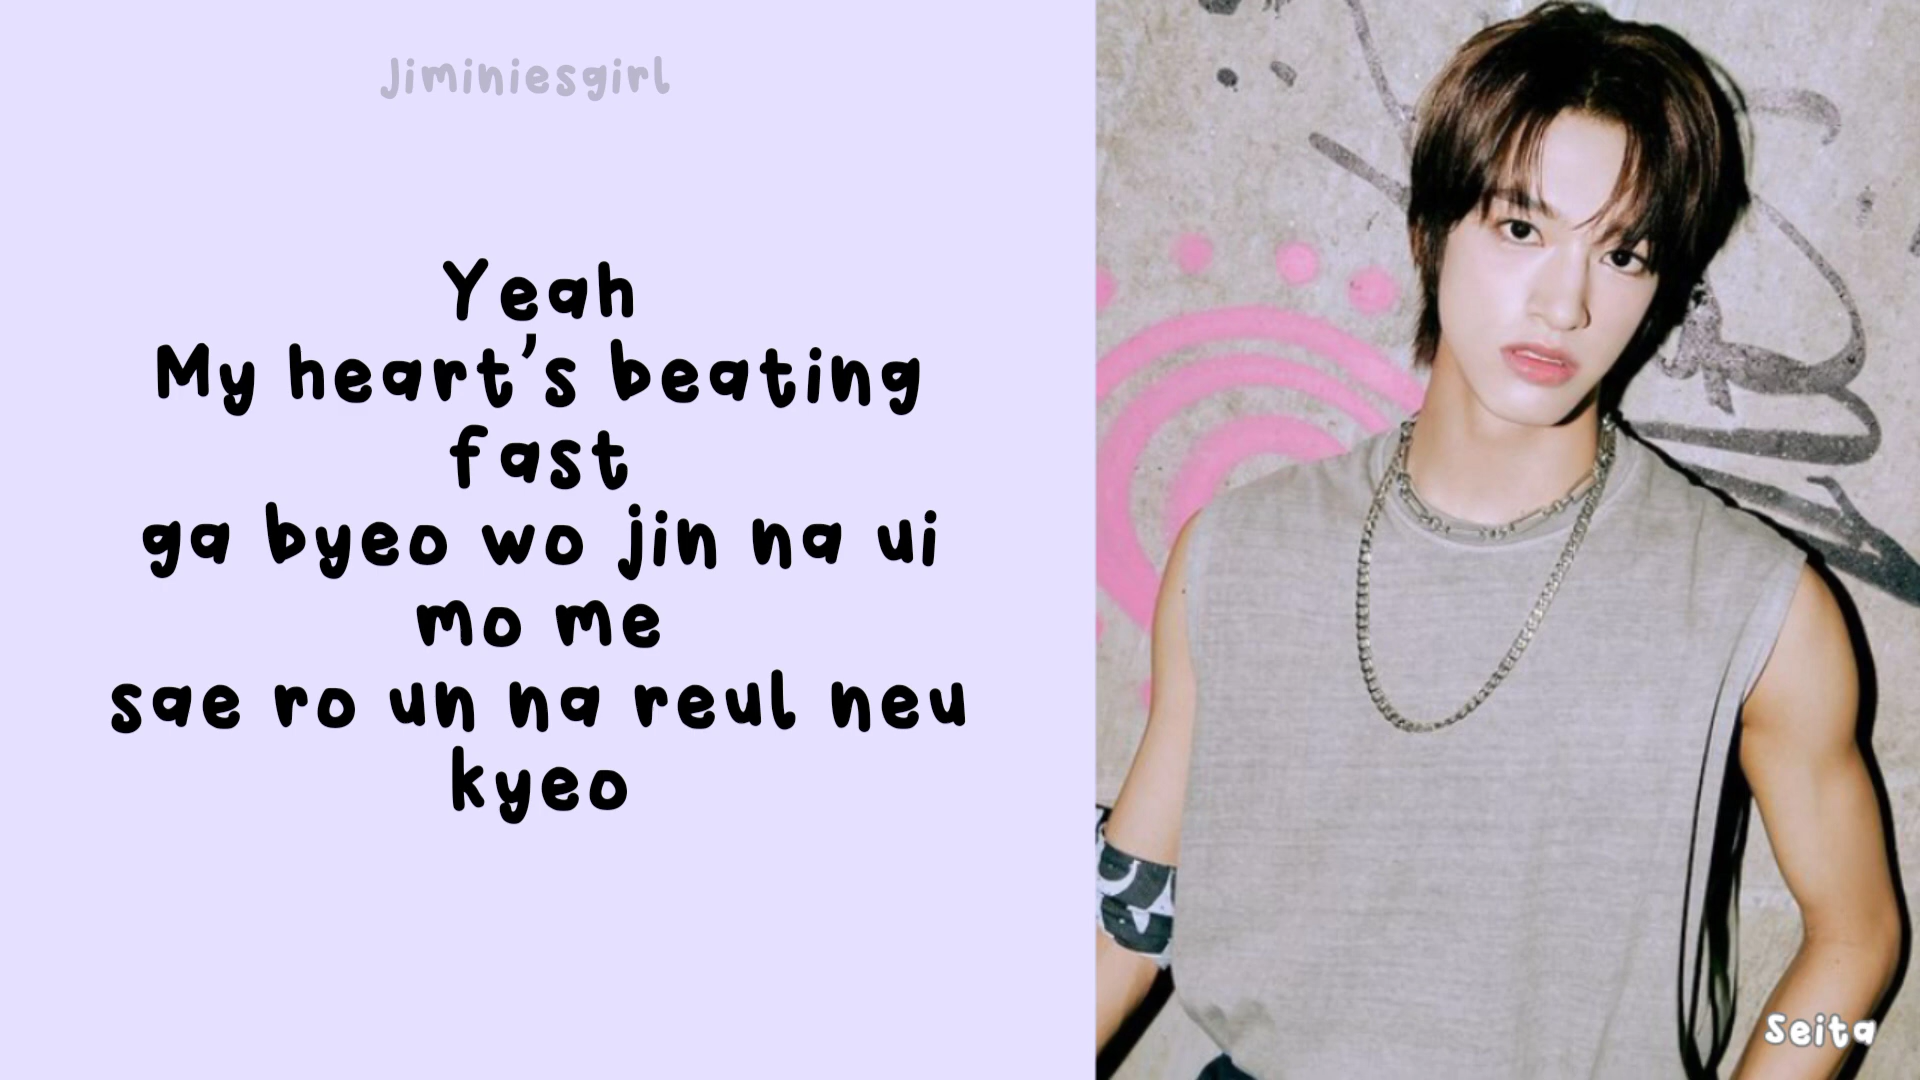 Jiminiesgirl
Yeah
My heart's beating
fast
ga byeo wo jin na ui
mo me
sae ro un na reul neu
kyeo
Seita